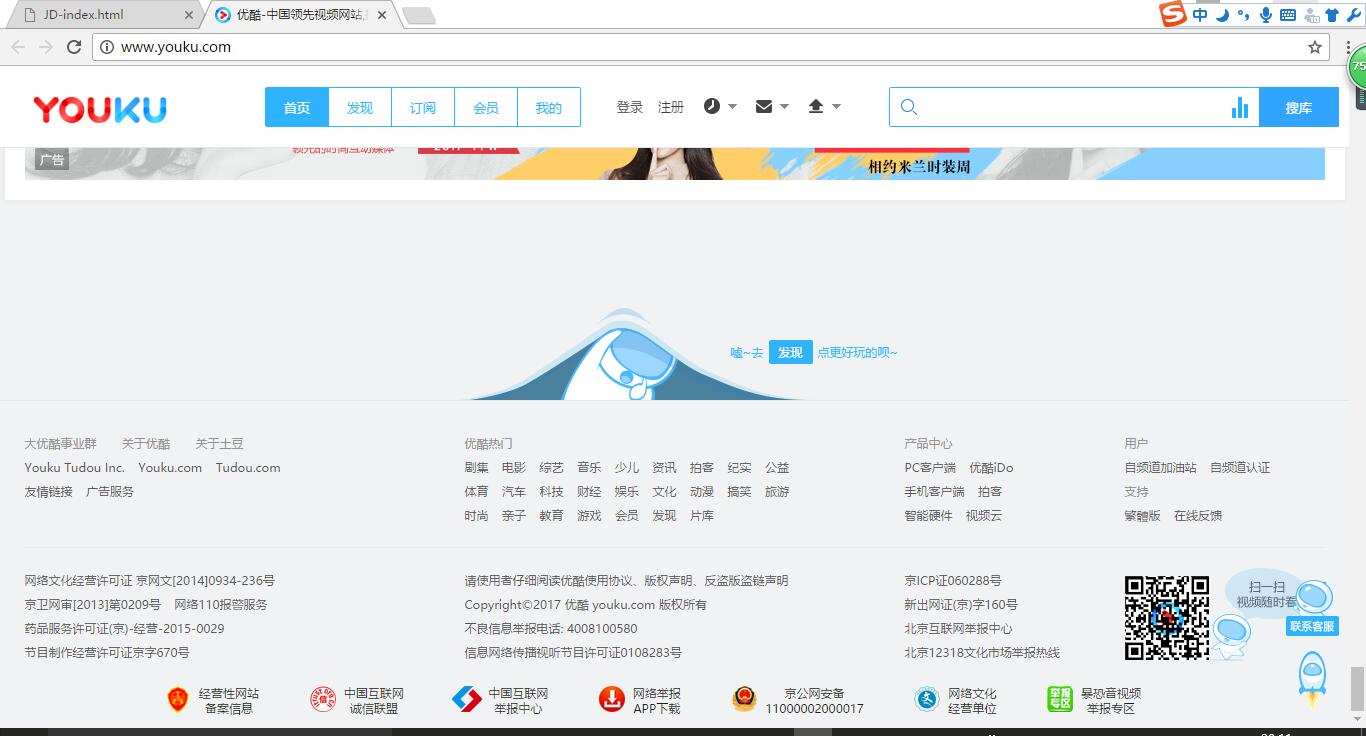 JD-index.html
优酷-中国领先视频网站,
中
www.youku.com
75
YOUKU
首页 发现 订阅 会员 我的
登录 注册
搜库
广告
相约米兰时装周
嘘~去 发现 点更好玩的呗~
大优酷事业群 关于优酷 关于土豆
Youku Tudou Inc. Youku.com Tudou.com
友情链接 广告服务
优酷热门
剧集 电影 综艺 音乐 少儿 资讯 拍客 纪实 公益
体育 汽车 科技 财经 娱乐 文化 动漫 搞笑 旅游
时尚 亲子 教育 游戏 会员 发现 片库
产品中心
PC客户端 优酷iDo
手机客户端 拍客
智能硬件 视频云
用户
自频道加油站 自频道认证
支持
繁體版 在线反馈
网络文化经营许可证 京网文[2014]0934-236号
京卫网审[2013]第0209号 网络110报警服务
药品服务许可证(京)-经营-2015-0029
节目制作经营许可证京字670号
请使用者仔细阅读优酷使用协议、版权声明、反盗版盗链声明
Copyright©2017 优酷 youku.com 版权所有
不良信息举报电话: 4008100580
信息网络传播视听节目许可证0108283号
京ICP证060288号
新出网证(京)字160号
北京互联网举报中心
北京12318文化市场举报热线
扫一扫
视频随时看
联系客服
经营性网站
备案信息
中国互联网
诚信联盟
中国互联网
举报中心
网络举报
APP下载
京公网安备
11000002000017
网络文化
经营单位
举报
专区
暴恐音视频
举报专区